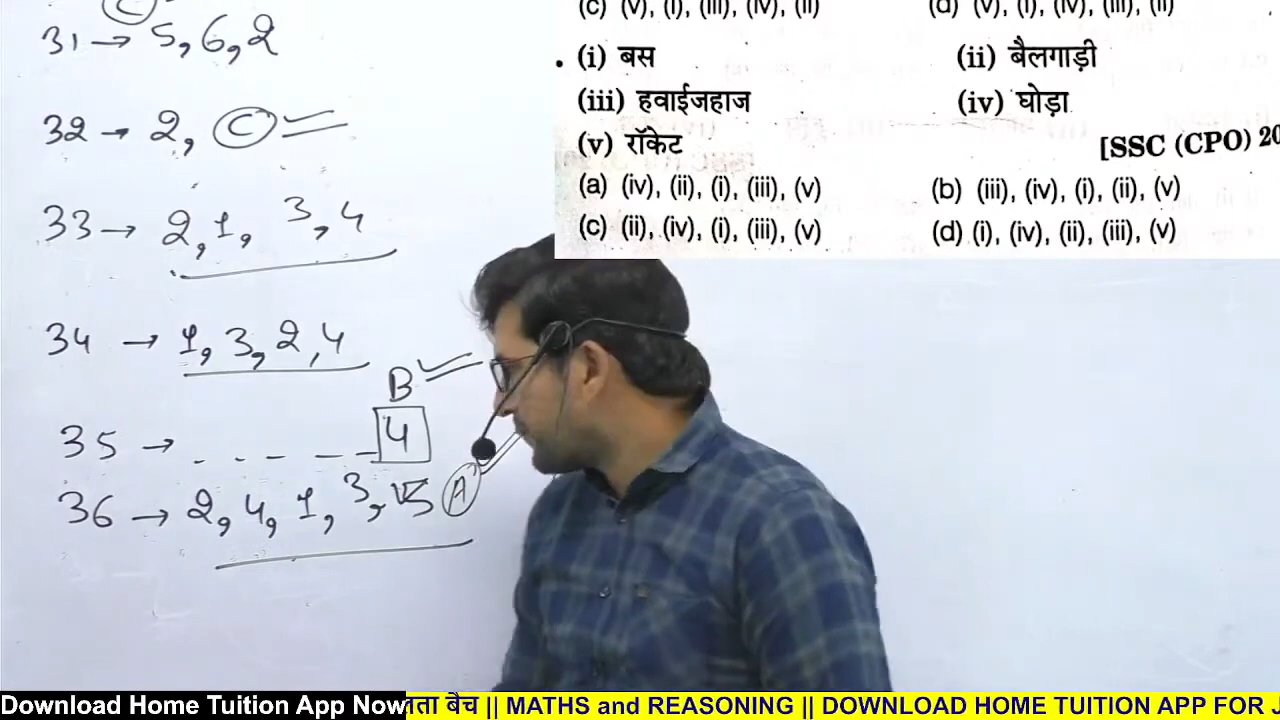 C
31 → 5, 6, 2
32 → 2, C
33 → 2, 1, 3, 4
34 → 1, 3, 2, 4
B
35 → _ _ _ _ _ 4
36 → 2, 4, 1, 3, 5 A
(c) (v), (i), (iii), (iv), (ii)
(d) (v), (i), (iv), (iii), (ii)
(i) बस
(ii) बैलगाड़ी
(iii) हवाईजहाज
(iv) घोड़ा
(v) रॉकेट
[SSC (CPO) 20
(a) (iv), (ii), (i), (iii), (v)
(b) (iii), (iv), (i), (ii), (v)
(c) (ii), (iv), (i), (iii), (v)
(d) (i), (iv), (ii), (iii), (v)
Download Home Tuition App Now
लता बैच || MATHS and REASONING || DOWNLOAD HOME TUITION APP FOR